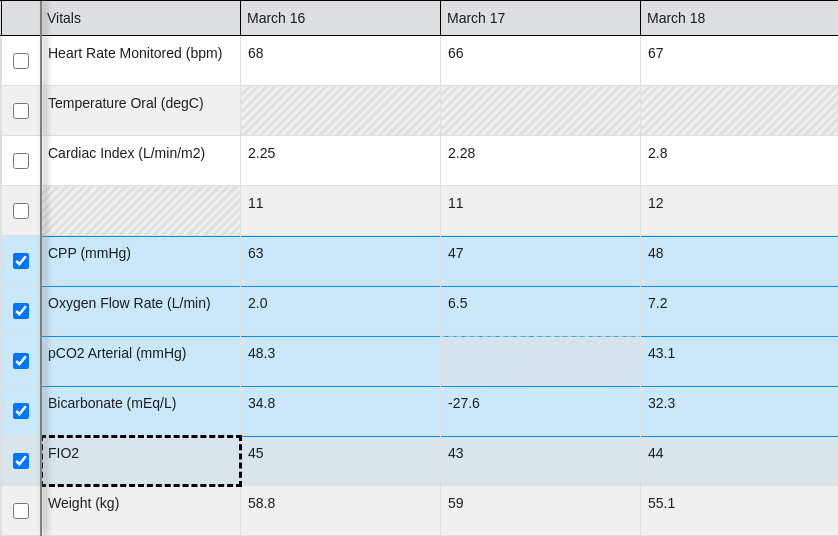 Vitals March 16 March 17 March 18
Heart Rate Monitored (bpm) 68 66 67
Temperature Oral (degC)
Cardiac Index (L/min/m2) 2.25 2.28 2.8
11 11 12
CPP (mmHg) 63 47 48
Oxygen Flow Rate (L/min) 2.0 6.5 7.2
pCO2 Arterial (mmHg) 48.3 43.1
Bicarbonate (mEq/L) 34.8 -27.6 32.3
FIO2 45 43 44
Weight (kg) 58.8 59 55.1